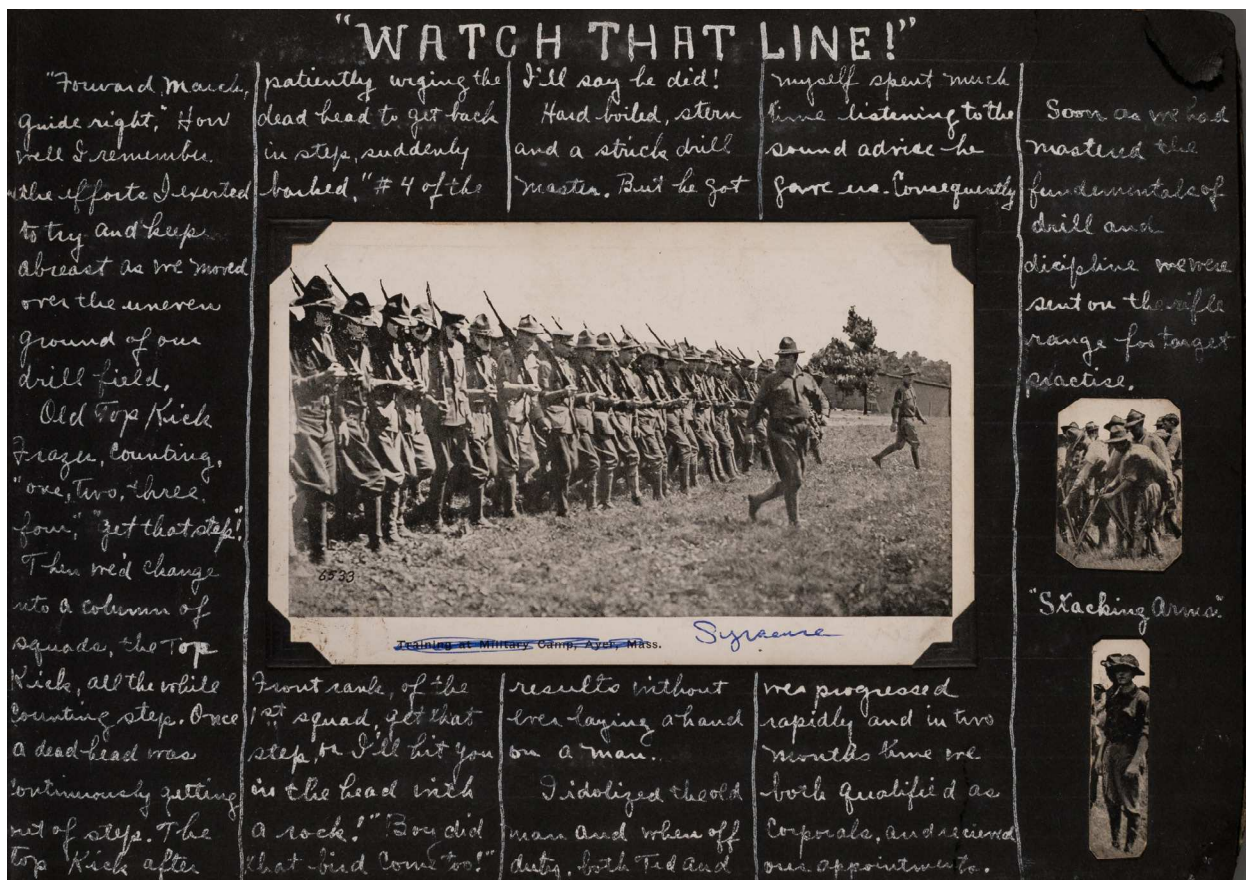 "WATCH THAT LINE!"
"Forward March,
guide right," How
well I remember
the efforts I exerted
to try and keep
abreast as we moved
over the uneven
ground of our
drill field.
Old Top Kick
Frazer, Counting,
"one, two, three,
four," "get that step"!
Then we'd change
into a column of
squads, the Top
Kick, all the while
counting step. Once
a dead head was
continuously getting
out of step. The
top Kick after
patiently urging the
dead head to get back
in step, suddenly
barked, "#4 of the
Front rank, of the
1st squad, get that
step, or I'll hit you
in the head with
a rock!" Boy did
that bird come too!"
I'll say he did!
Hard boiled, stern
and a strick drill
master. But he got
results without
ever laying a hand
on a man.
I idolized the old
man and when off
duty, both Tid and
myself spent much
time listening to the
sound advise he
gave us. Consequently
we progressed
rapidly and in two
months time we
both qualified as
Corporals, and recieved
our appointments.
Soon as we had
mastered the
fundementals of
drill and
dicipline we were
sent on the rifle
range for target
practise.
6533
Training at Military Camp, Ayer, Mass.
Syracuse
"Stacking Arms."